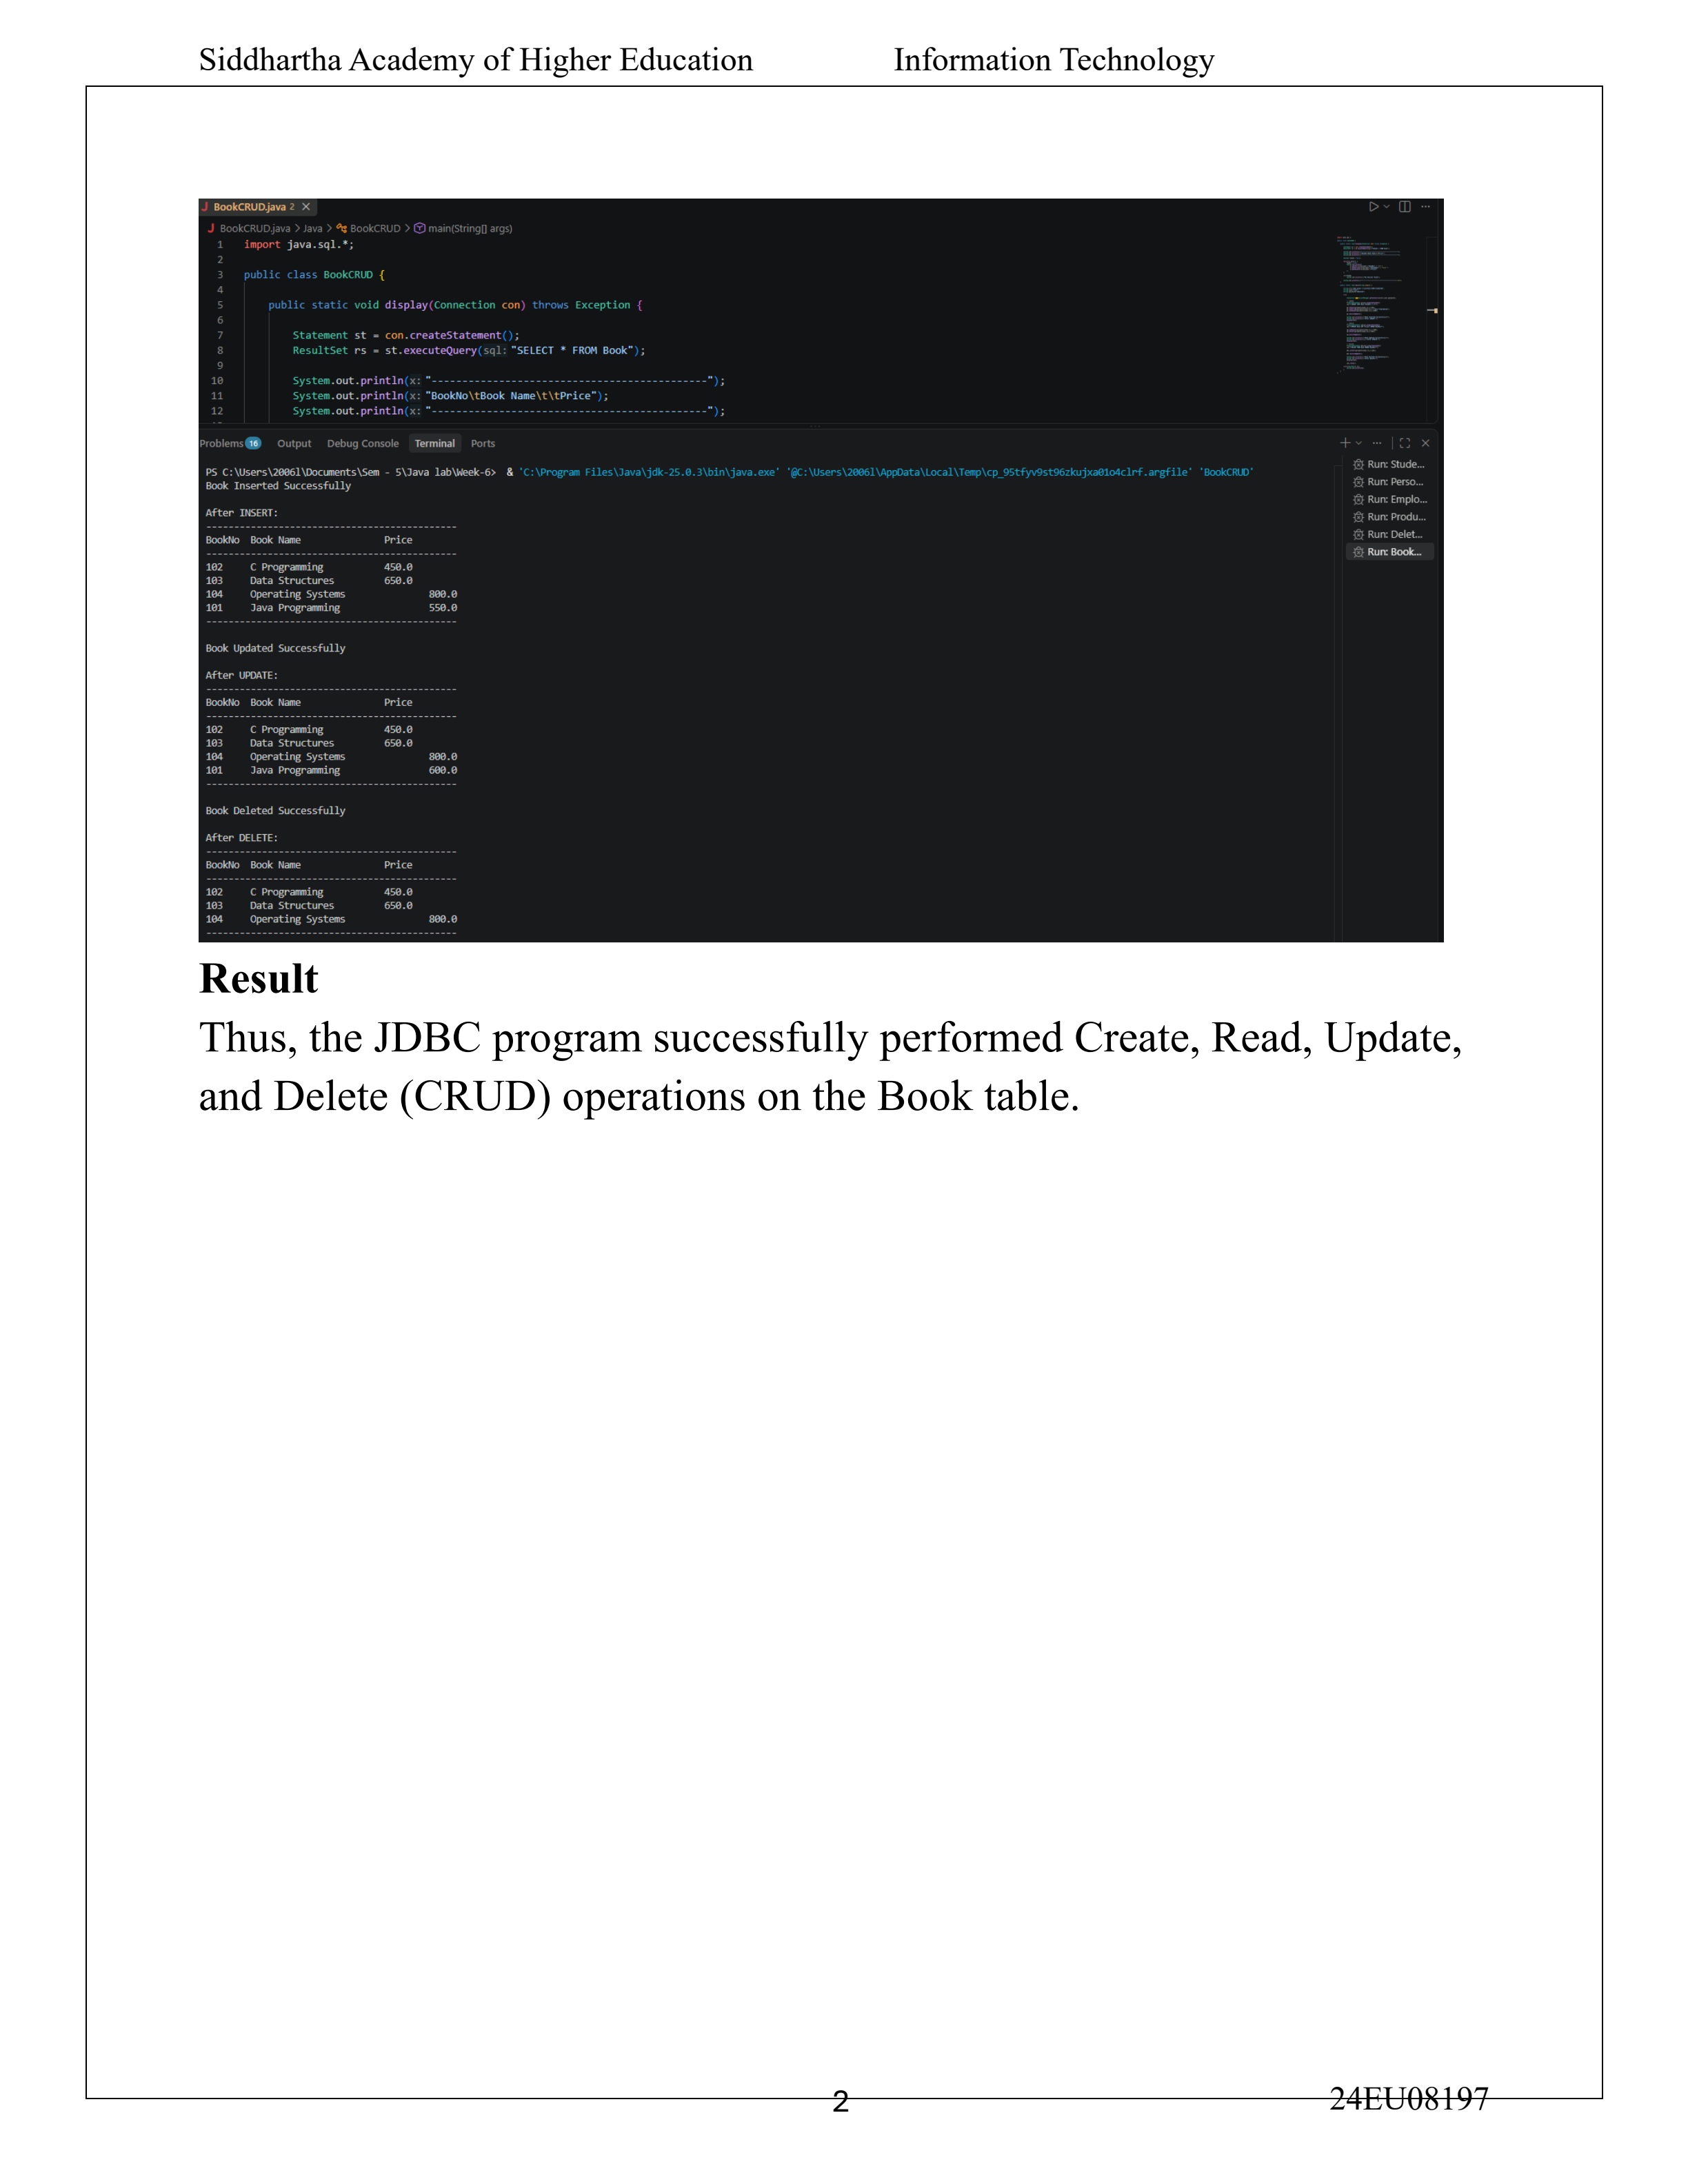 Siddhartha Academy of Higher Education Information Technology
BookCRUD.java 2
BookCRUD.java > Java > BookCRUD > main(String[] args)
1 import java.sql.*;
2
3 public class BookCRUD {
4
5 public static void display(Connection con) throws Exception {
6
7 Statement st = con.createStatement();
8 ResultSet rs = st.executeQuery(sql: "SELECT * FROM Book");
9
10 System.out.println(x: "----------------------------------------------");
11 System.out.println(x: "BookNo\tBook Name\t\tPrice");
12 System.out.println(x: "----------------------------------------------");
Problems 16 Output Debug Console Terminal Ports
PS C:\Users\2006l\Documents\Sem - 5\Java lab\Week-6> & 'C:\Program Files\Java\jdk-25.0.3\bin\java.exe' '@C:\Users\2006l\AppData\Local\Temp\cp_95tfyv9st96zkujxa01o4clrf.argfile' 'BookCRUD'
Book Inserted Successfully
After INSERT:
----------------------------------------------
BookNo Book Name Price
----------------------------------------------
102 C Programming 450.0
103 Data Structures 650.0
104 Operating Systems 800.0
101 Java Programming 550.0
----------------------------------------------
Book Updated Successfully
After UPDATE:
----------------------------------------------
BookNo Book Name Price
----------------------------------------------
102 C Programming 450.0
103 Data Structures 650.0
104 Operating Systems 800.0
101 Java Programming 600.0
----------------------------------------------
Book Deleted Successfully
After DELETE:
----------------------------------------------
BookNo Book Name Price
----------------------------------------------
102 C Programming 450.0
103 Data Structures 650.0
104 Operating Systems 800.0
----------------------------------------------
Run: Stude...
Run: Perso...
Run: Emplo...
Run: Produ...
Run: Delet...
Run: Book...
Result
Thus, the JDBC program successfully performed Create, Read, Update,
and Delete (CRUD) operations on the Book table.
2 24EU08197